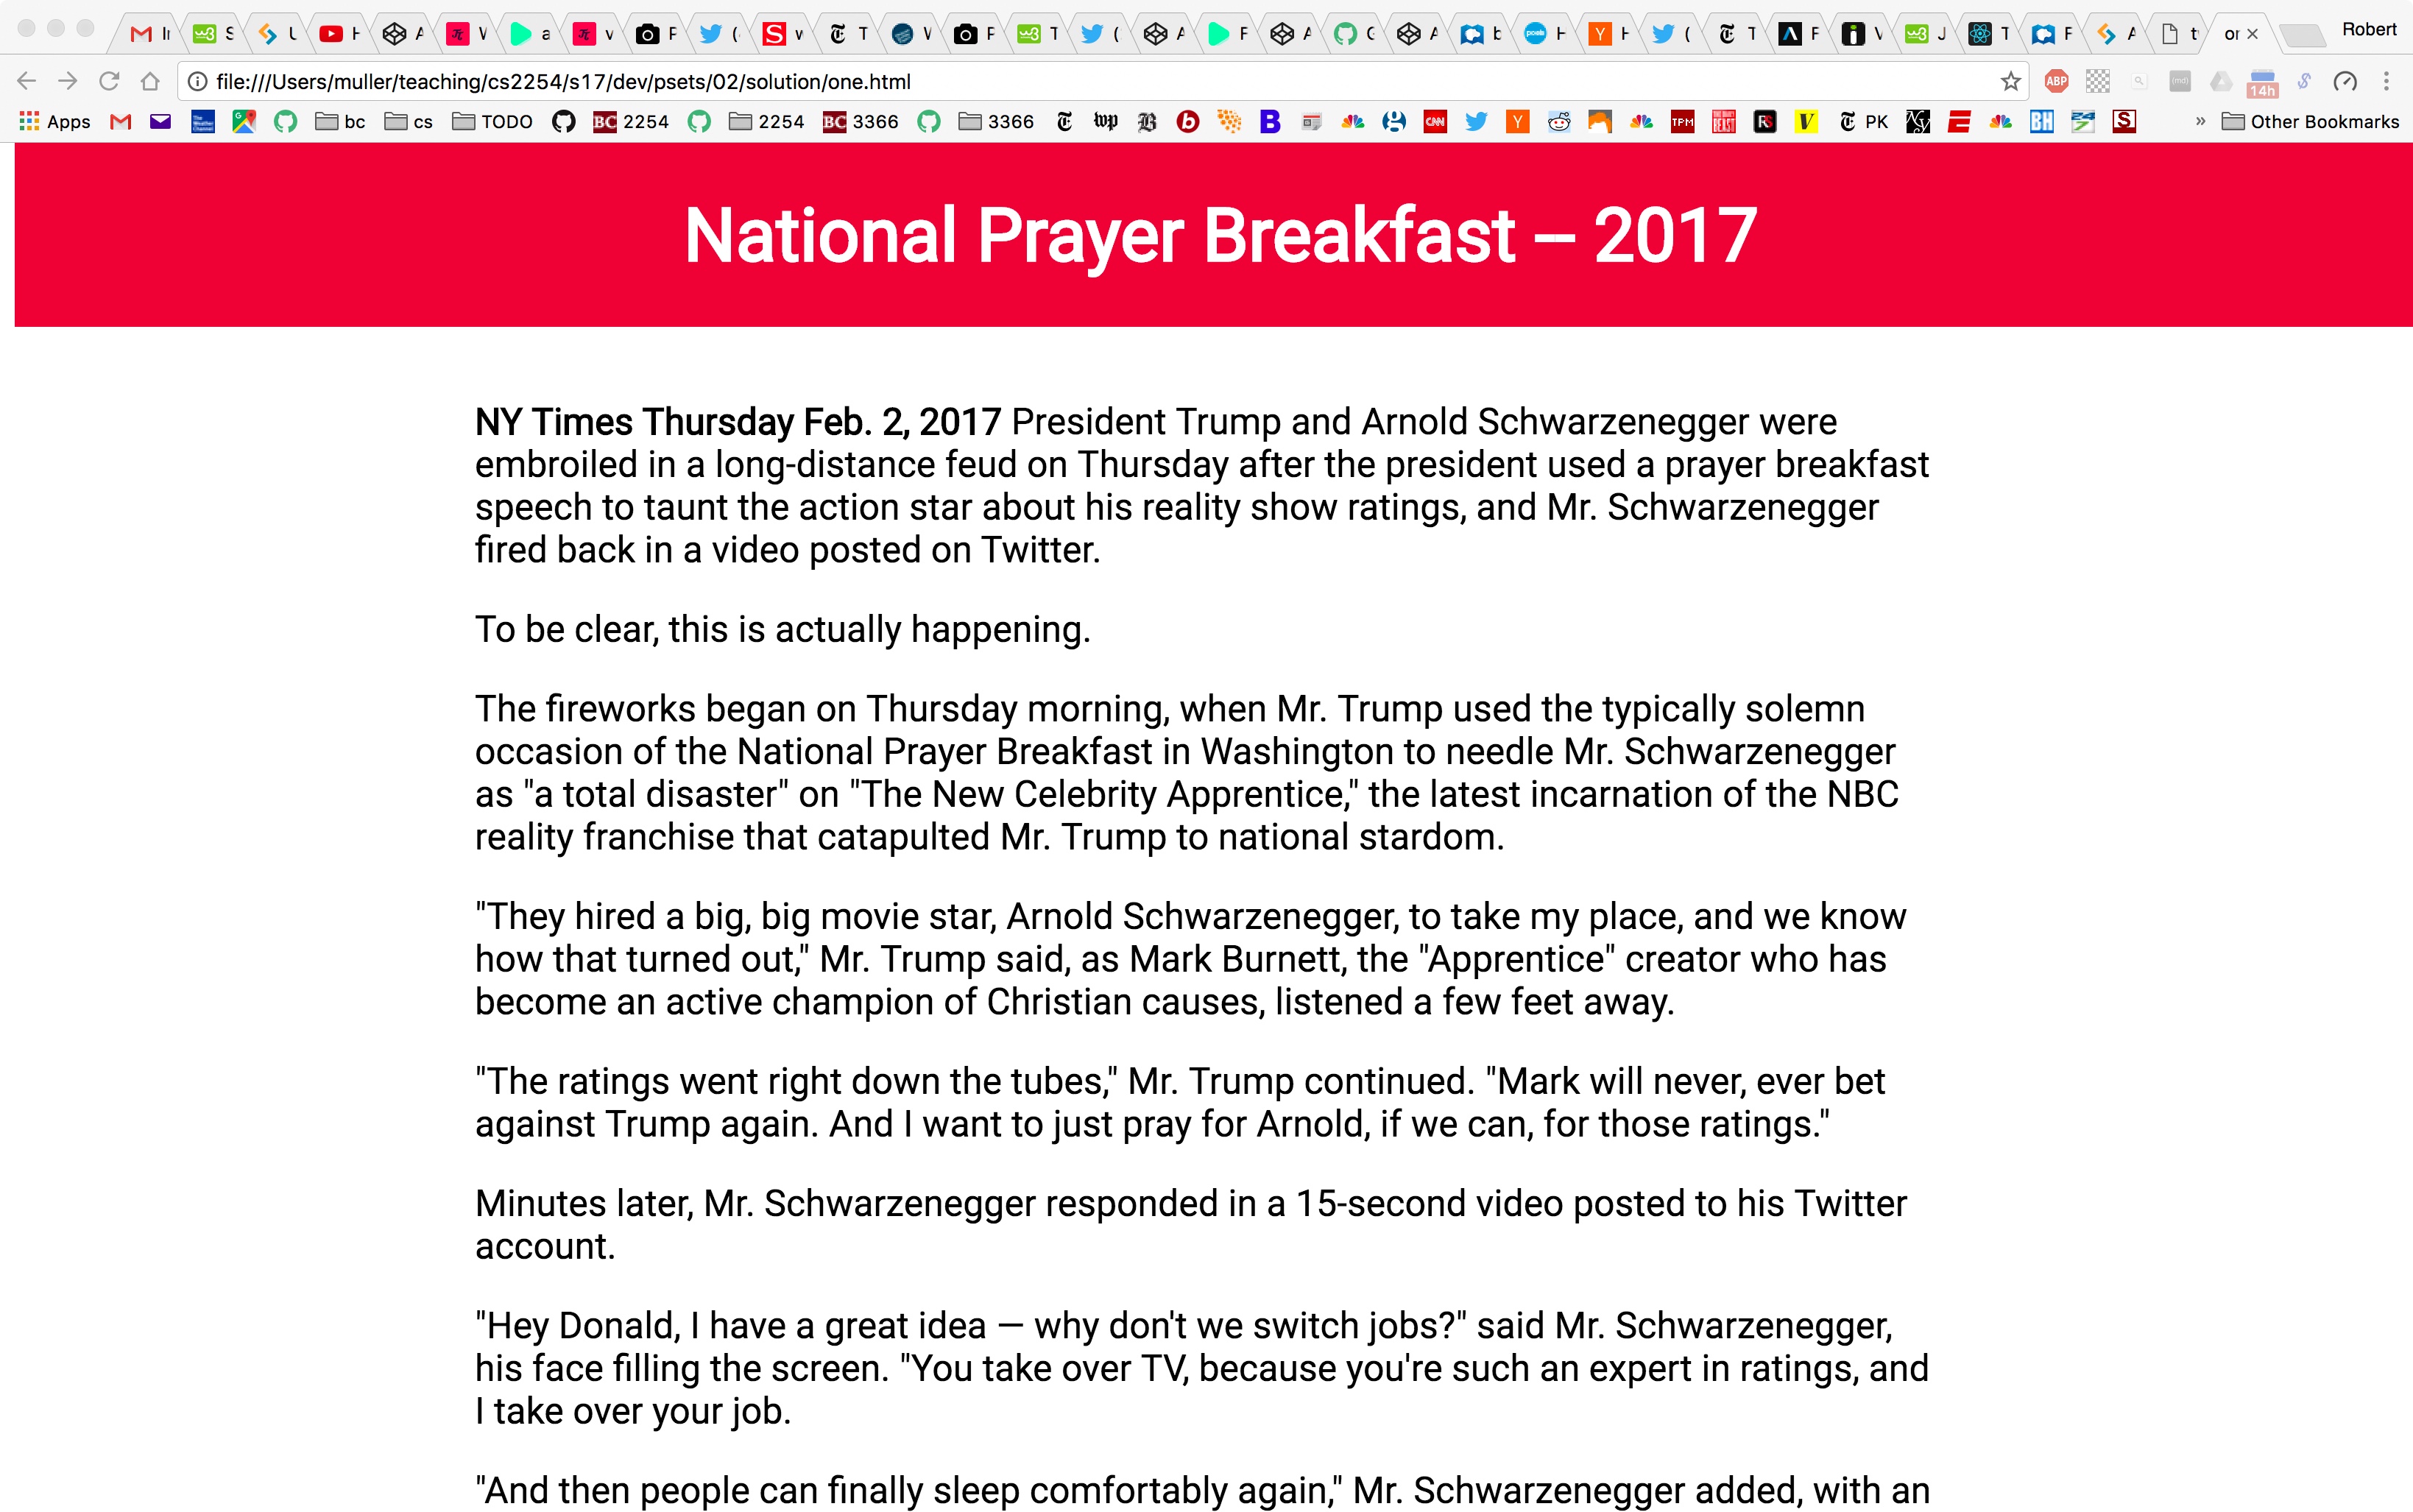 Robert
file:///Users/muller/teaching/cs2254/s17/dev/psets/02/solution/one.html
ABP
14h
Apps bc cs TODO BC 2254 2254 BC 3366 3366 wp CNN TPM PK BH Other Bookmarks
National Prayer Breakfast – 2017
NY Times Thursday Feb. 2, 2017 President Trump and Arnold Schwarzenegger were
embroiled in a long-distance feud on Thursday after the president used a prayer breakfast
speech to taunt the action star about his reality show ratings, and Mr. Schwarzenegger
fired back in a video posted on Twitter.
To be clear, this is actually happening.
The fireworks began on Thursday morning, when Mr. Trump used the typically solemn
occasion of the National Prayer Breakfast in Washington to needle Mr. Schwarzenegger
as "a total disaster" on "The New Celebrity Apprentice," the latest incarnation of the NBC
reality franchise that catapulted Mr. Trump to national stardom.
"They hired a big, big movie star, Arnold Schwarzenegger, to take my place, and we know
how that turned out," Mr. Trump said, as Mark Burnett, the "Apprentice" creator who has
become an active champion of Christian causes, listened a few feet away.
"The ratings went right down the tubes," Mr. Trump continued. "Mark will never, ever bet
against Trump again. And I want to just pray for Arnold, if we can, for those ratings."
Minutes later, Mr. Schwarzenegger responded in a 15-second video posted to his Twitter
account.
"Hey Donald, I have a great idea — why don't we switch jobs?" said Mr. Schwarzenegger,
his face filling the screen. "You take over TV, because you're such an expert in ratings, and
I take over your job.
"And then people can finally sleep comfortably again," Mr. Schwarzenegger added, with an